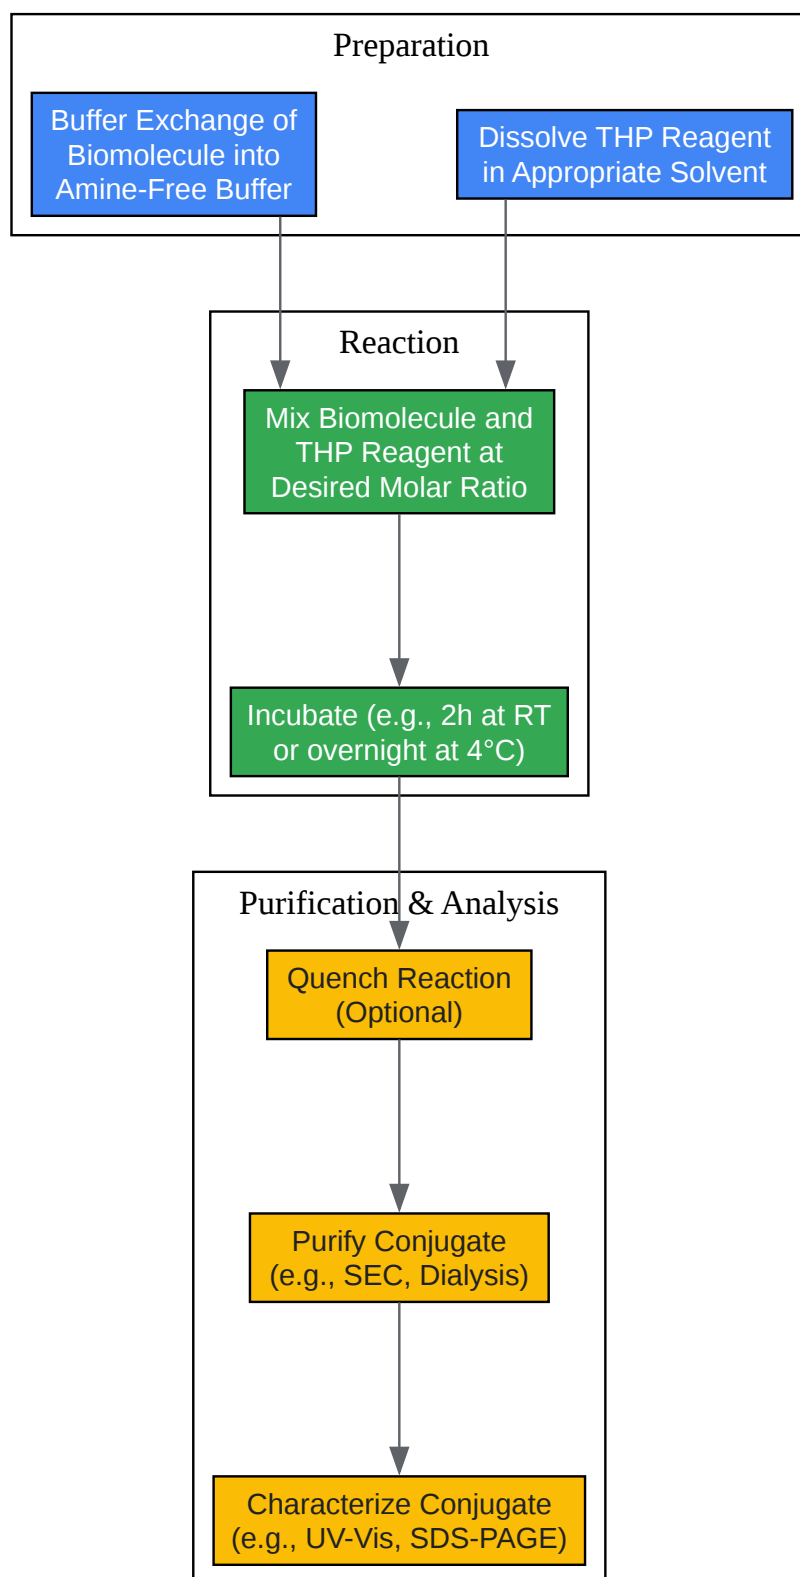 Preparation
Buffer Exchange of
Biomolecule into
Amine-Free Buffer
Dissolve THP Reagent
in Appropriate Solvent
Reaction
Mix Biomolecule and
THP Reagent at
Desired Molar Ratio
Incubate (e.g., 2h at RT
or overnight at 4°C)
Purification & Analysis
Quench Reaction
(Optional)
Purify Conjugate
(e.g., SEC, Dialysis)
Characterize Conjugate
(e.g., UV-Vis, SDS-PAGE)